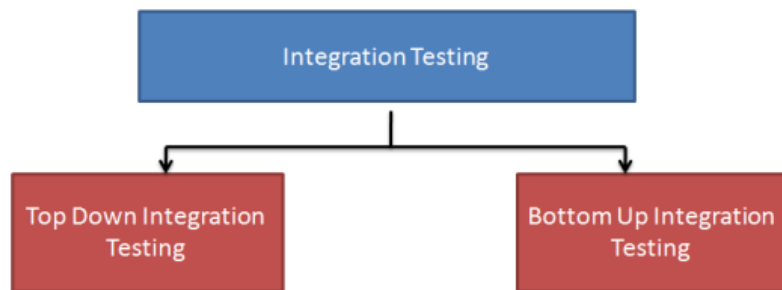 Integration Testing
Top Down Integration
Testing
Bottom Up Integration
Testing